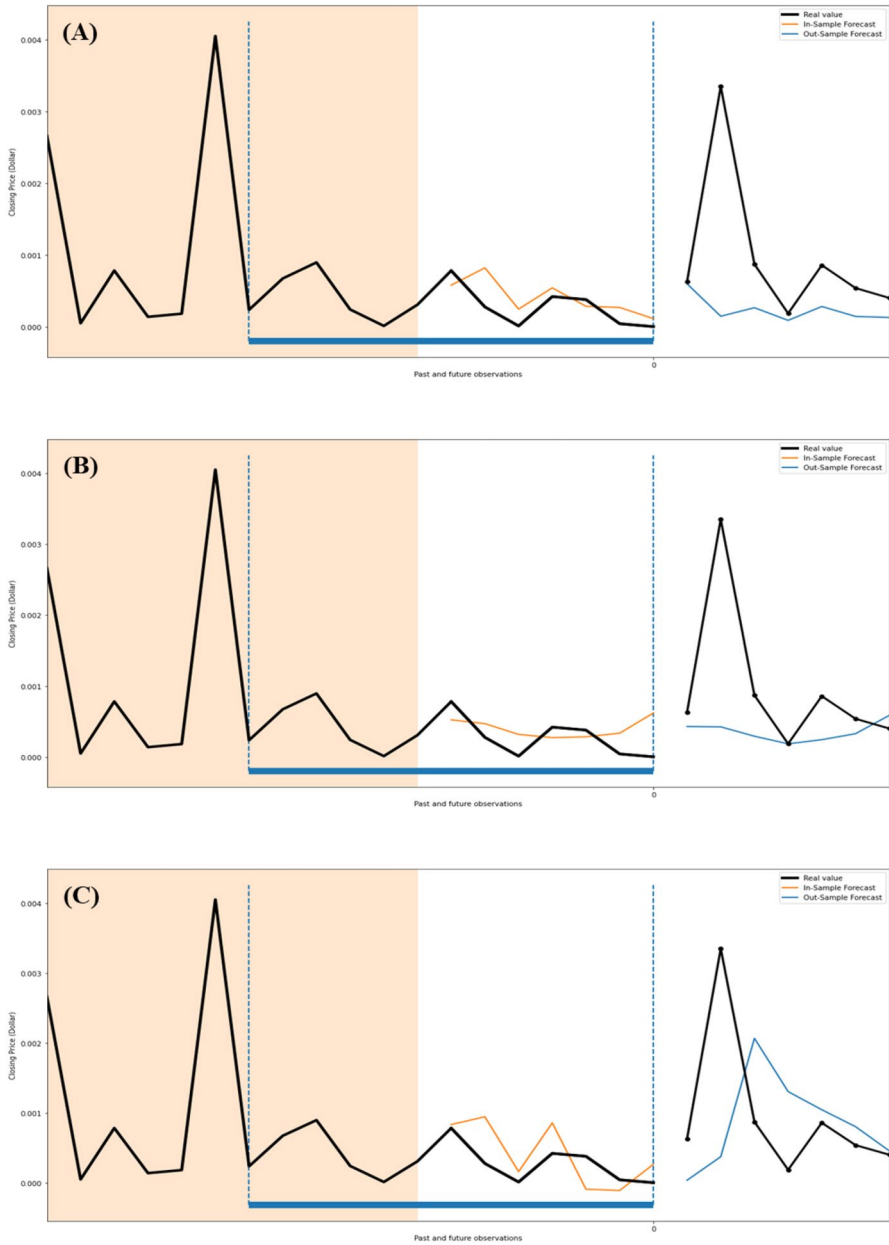 (A)
Real value
In-Sample Forecast
Out-Sample Forecast
Closing Price (Dollar)
0.004
0.003
0.002
0.001
0.000
0
Past and future observations
(B)
Real value
In-Sample Forecast
Out-Sample Forecast
Closing Price (Dollar)
0.004
0.003
0.002
0.001
0.000
0
Past and future observations
(C)
Real value
In-Sample Forecast
Out-Sample Forecast
Closing Price (Dollar)
0.004
0.003
0.002
0.001
0.000
0
Past and future observations